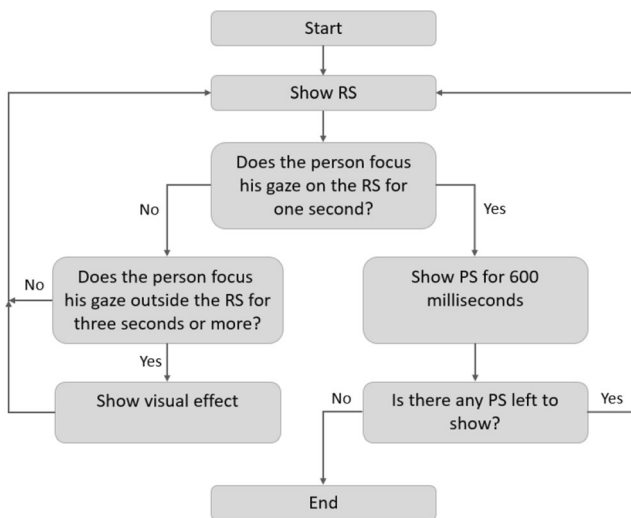 Start
Show RS
Does the person focus
his gaze on the RS for
one second?
No
Yes
Does the person focus
his gaze outside the RS for
three seconds or more?
No
Show PS for 600
milliseconds
Yes
Show visual effect
No
Is there any PS left to
show?
Yes
End